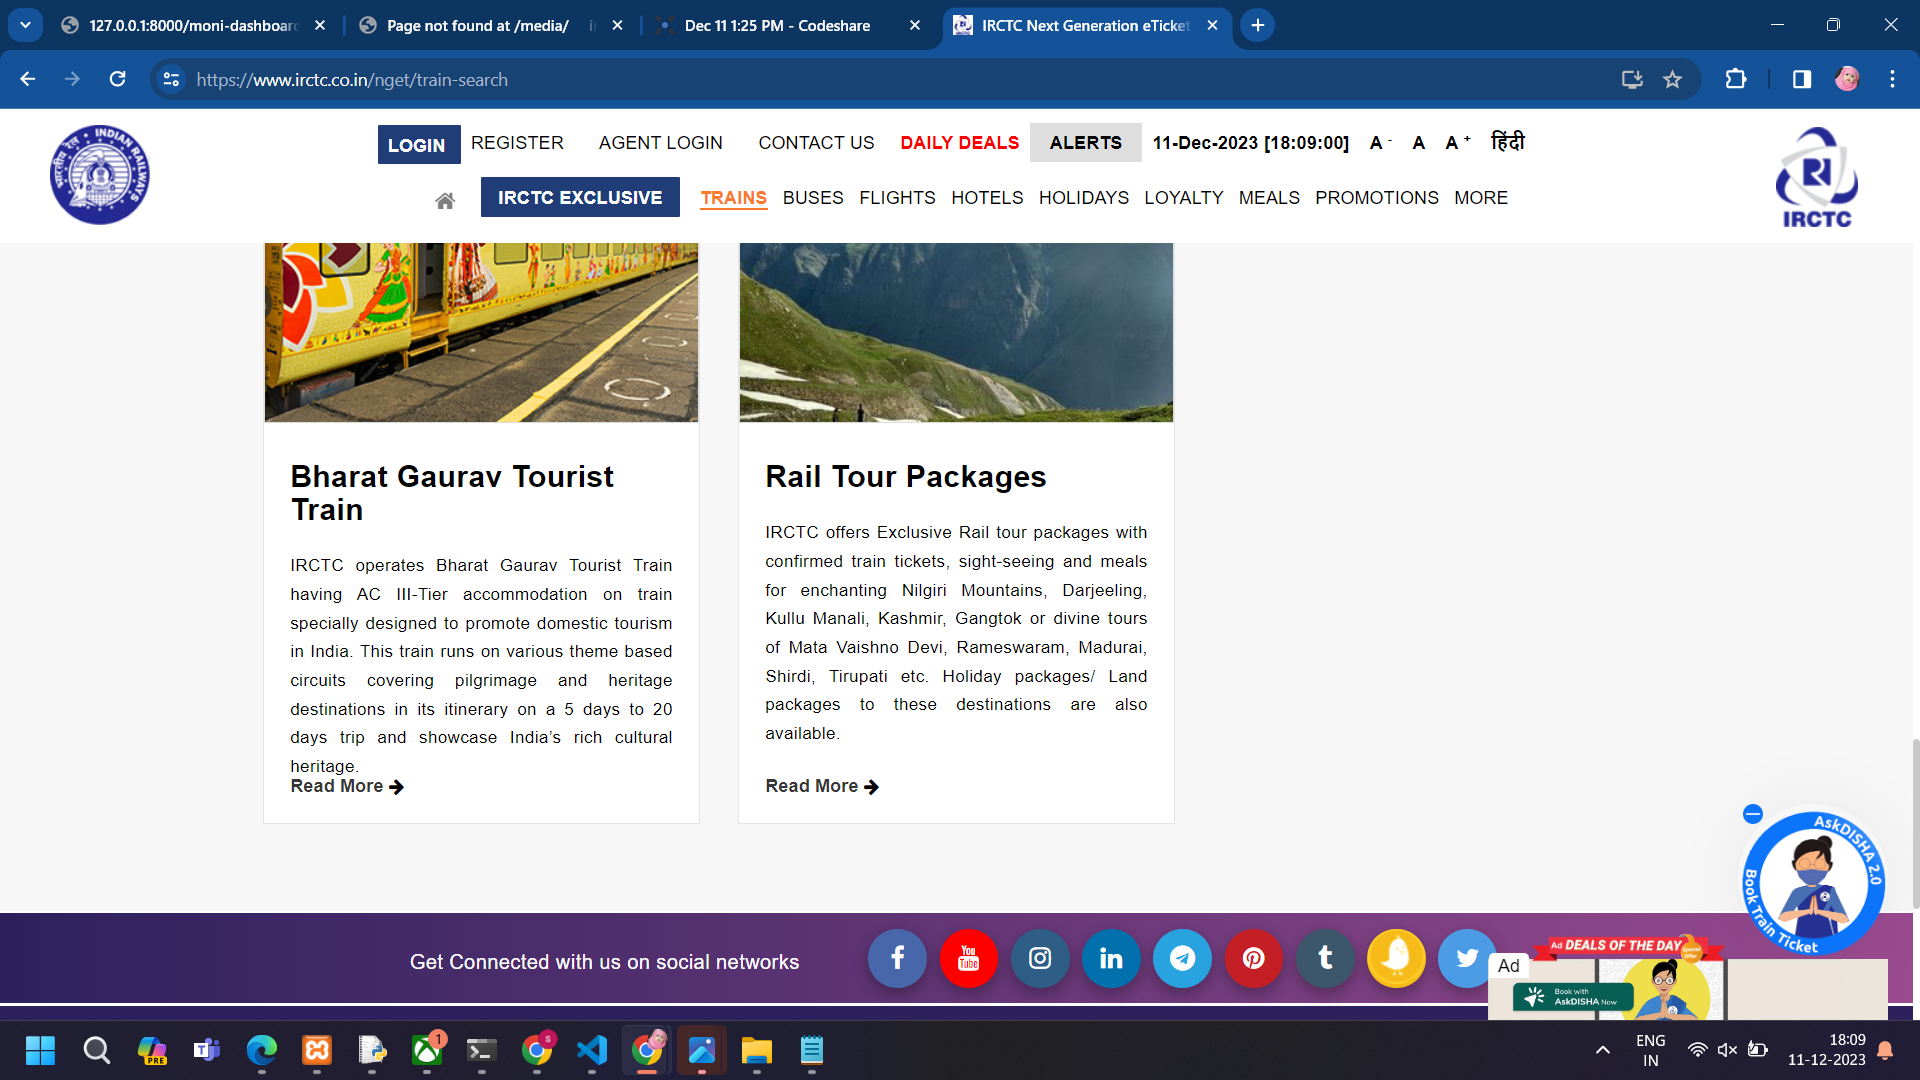 127.0.0.1:8000/moni-dashboard
Page not found at /media/
Dec 11 1:25 PM - Codeshare
IRCTC Next Generation eTicket
https://www.irctc.co.in/nget/train-search
LOGIN REGISTER AGENT LOGIN CONTACT US DAILY DEALS ALERTS 11-Dec-2023 [18:09:00] A - A A + हिंदी
IRCTC EXCLUSIVE TRAINS BUSES FLIGHTS HOTELS HOLIDAYS LOYALTY MEALS PROMOTIONS MORE
INDIAN RAILWAYS
भारतीय रेल
IRCTC
Bharat Gaurav Tourist
Train
IRCTC operates Bharat Gaurav Tourist Train
having AC III-Tier accommodation on train
specially designed to promote domestic tourism
in India. This train runs on various theme based
circuits covering pilgrimage and heritage
destinations in its itinerary on a 5 days to 20
days trip and showcase India’s rich cultural
heritage.
Read More
Rail Tour Packages
IRCTC offers Exclusive Rail tour packages with
confirmed train tickets, sight-seeing and meals
for enchanting Nilgiri Mountains, Darjeeling,
Kullu Manali, Kashmir, Gangtok or divine tours
of Mata Vaishno Devi, Rameswaram, Madurai,
Shirdi, Tirupati etc. Holiday packages/ Land
packages to these destinations are also
available.
Read More
AskDISHA 2.0
Book Train Ticket
Get Connected with us on social networks
You
Tube
Ad DEALS OF THE DAY Special Offer
Ad
Book with
AskDISHA Now
PRE
1
S
ENG
IN
18:09
11-12-2023